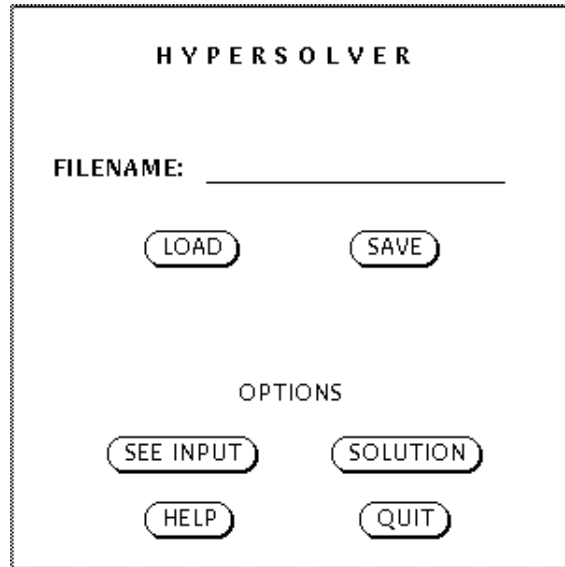 HYPERSOLVER
FILENAME:
LOAD SAVE
OPTIONS
SEE INPUT SOLUTION
HELP QUIT